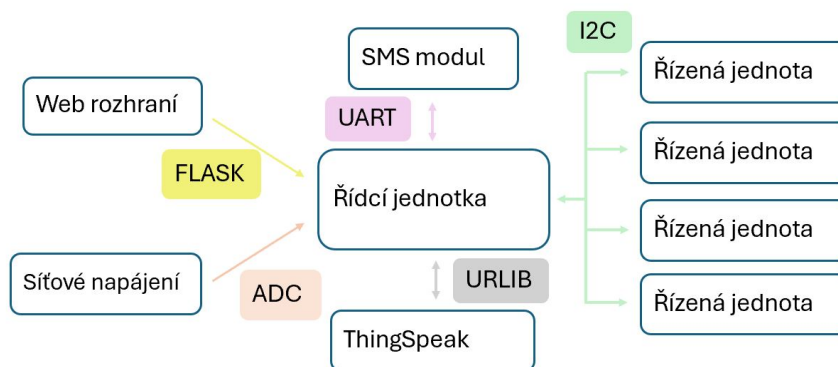 I2C
SMS modul
Řízená jednota
Web rozhraní
UART
Řízená jednota
FLASK
Řídcí jednotka
Řízená jednota
Síťové napájení
ADC
URLIB
Řízená jednota
ThingSpeak